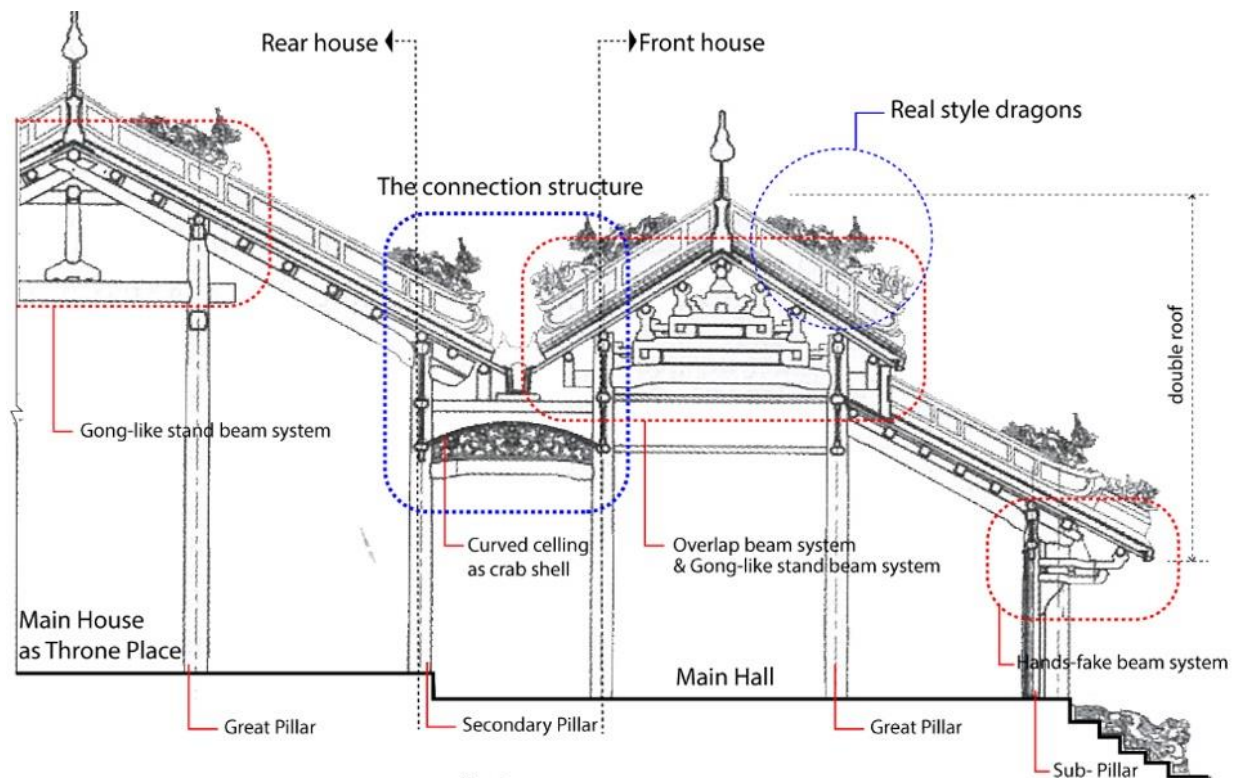 Rear house
Front house
Real style dragons
The connection structure
double roof
Gong-like stand beam system
Curved celling
as crab shell
Overlap beam system
& Gong-like stand beam system
Main House
as Throne Place
Main Hall
Hands-fake beam system
Great Pillar
Secondary Pillar
Great Pillar
Sub- Pillar